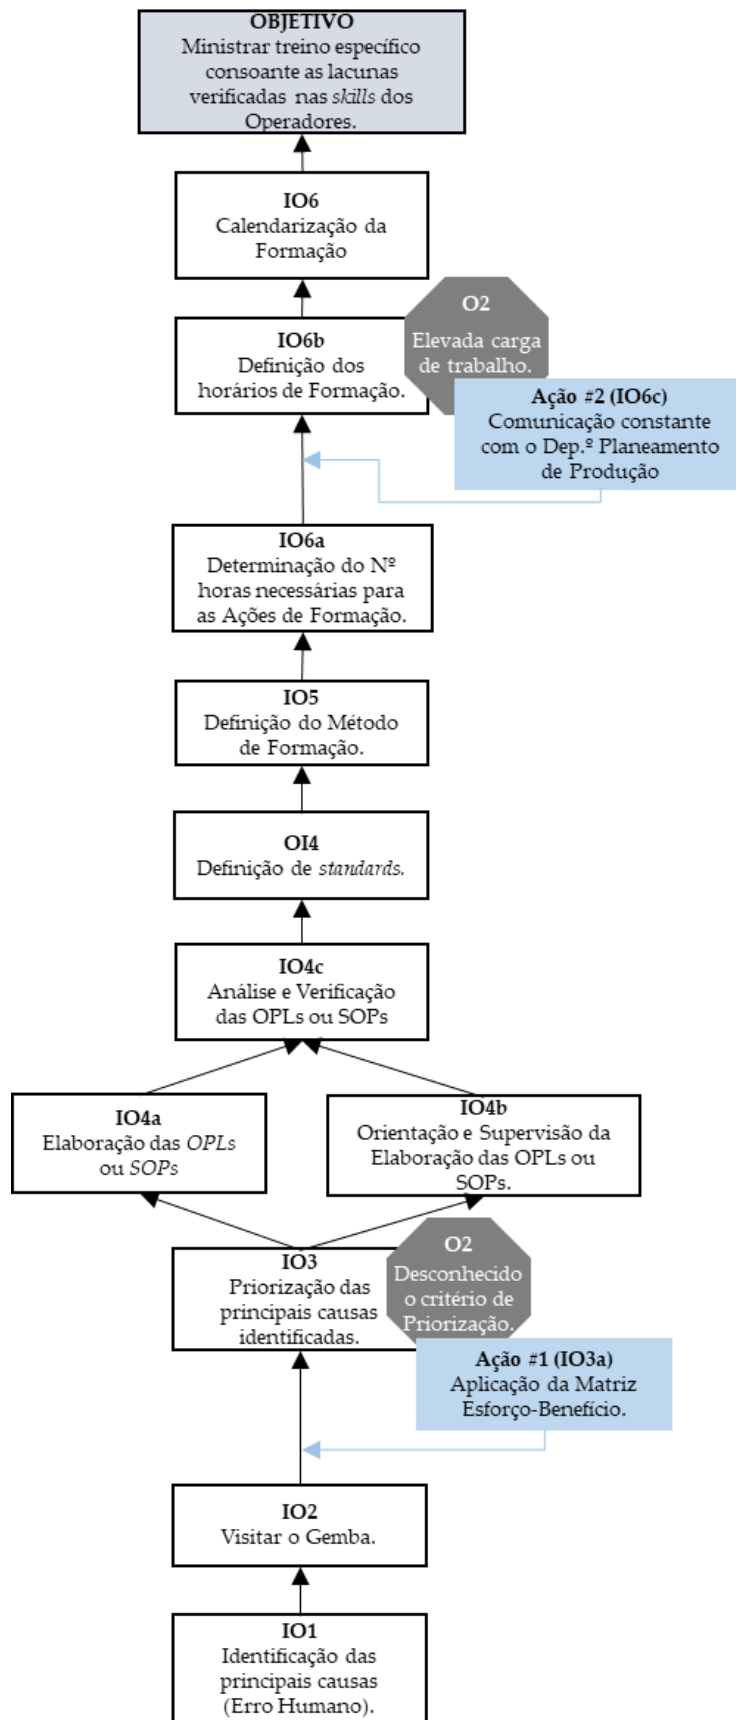 OBJETIVO
Ministrar treino específico
consoante as lacunas
verificadas nas skills dos
Operadores.
IO6
Calendarização da
Formação
O2
Elevada carga
de trabalho.
IO6b
Definição dos
horários de Formação.
Ação #2 (IO6c)
Comunicação constante
com o Dep.º Planeamento
de Produção
IO6a
Determinação do Nº
horas necessárias para
as Ações de Formação.
IO5
Definição do Método
de Formação.
OI4
Definição de standards.
IO4c
Análise e Verificação
das OPLs ou SOPs
IO4a
Elaboração das OPLs
ou SOPs
IO4b
Orientação e Supervisão da
Elaboração das OPLs ou
SOPs.
IO3
Priorização das
principais causas
identificadas.
O2
Desconhecido
o critério de
Priorização.
Ação #1 (IO3a)
Aplicação da Matriz
Esforço-Benefício.
IO2
Visitar o Gemba.
IO1
Identificação das
principais causas
(Erro Humano).